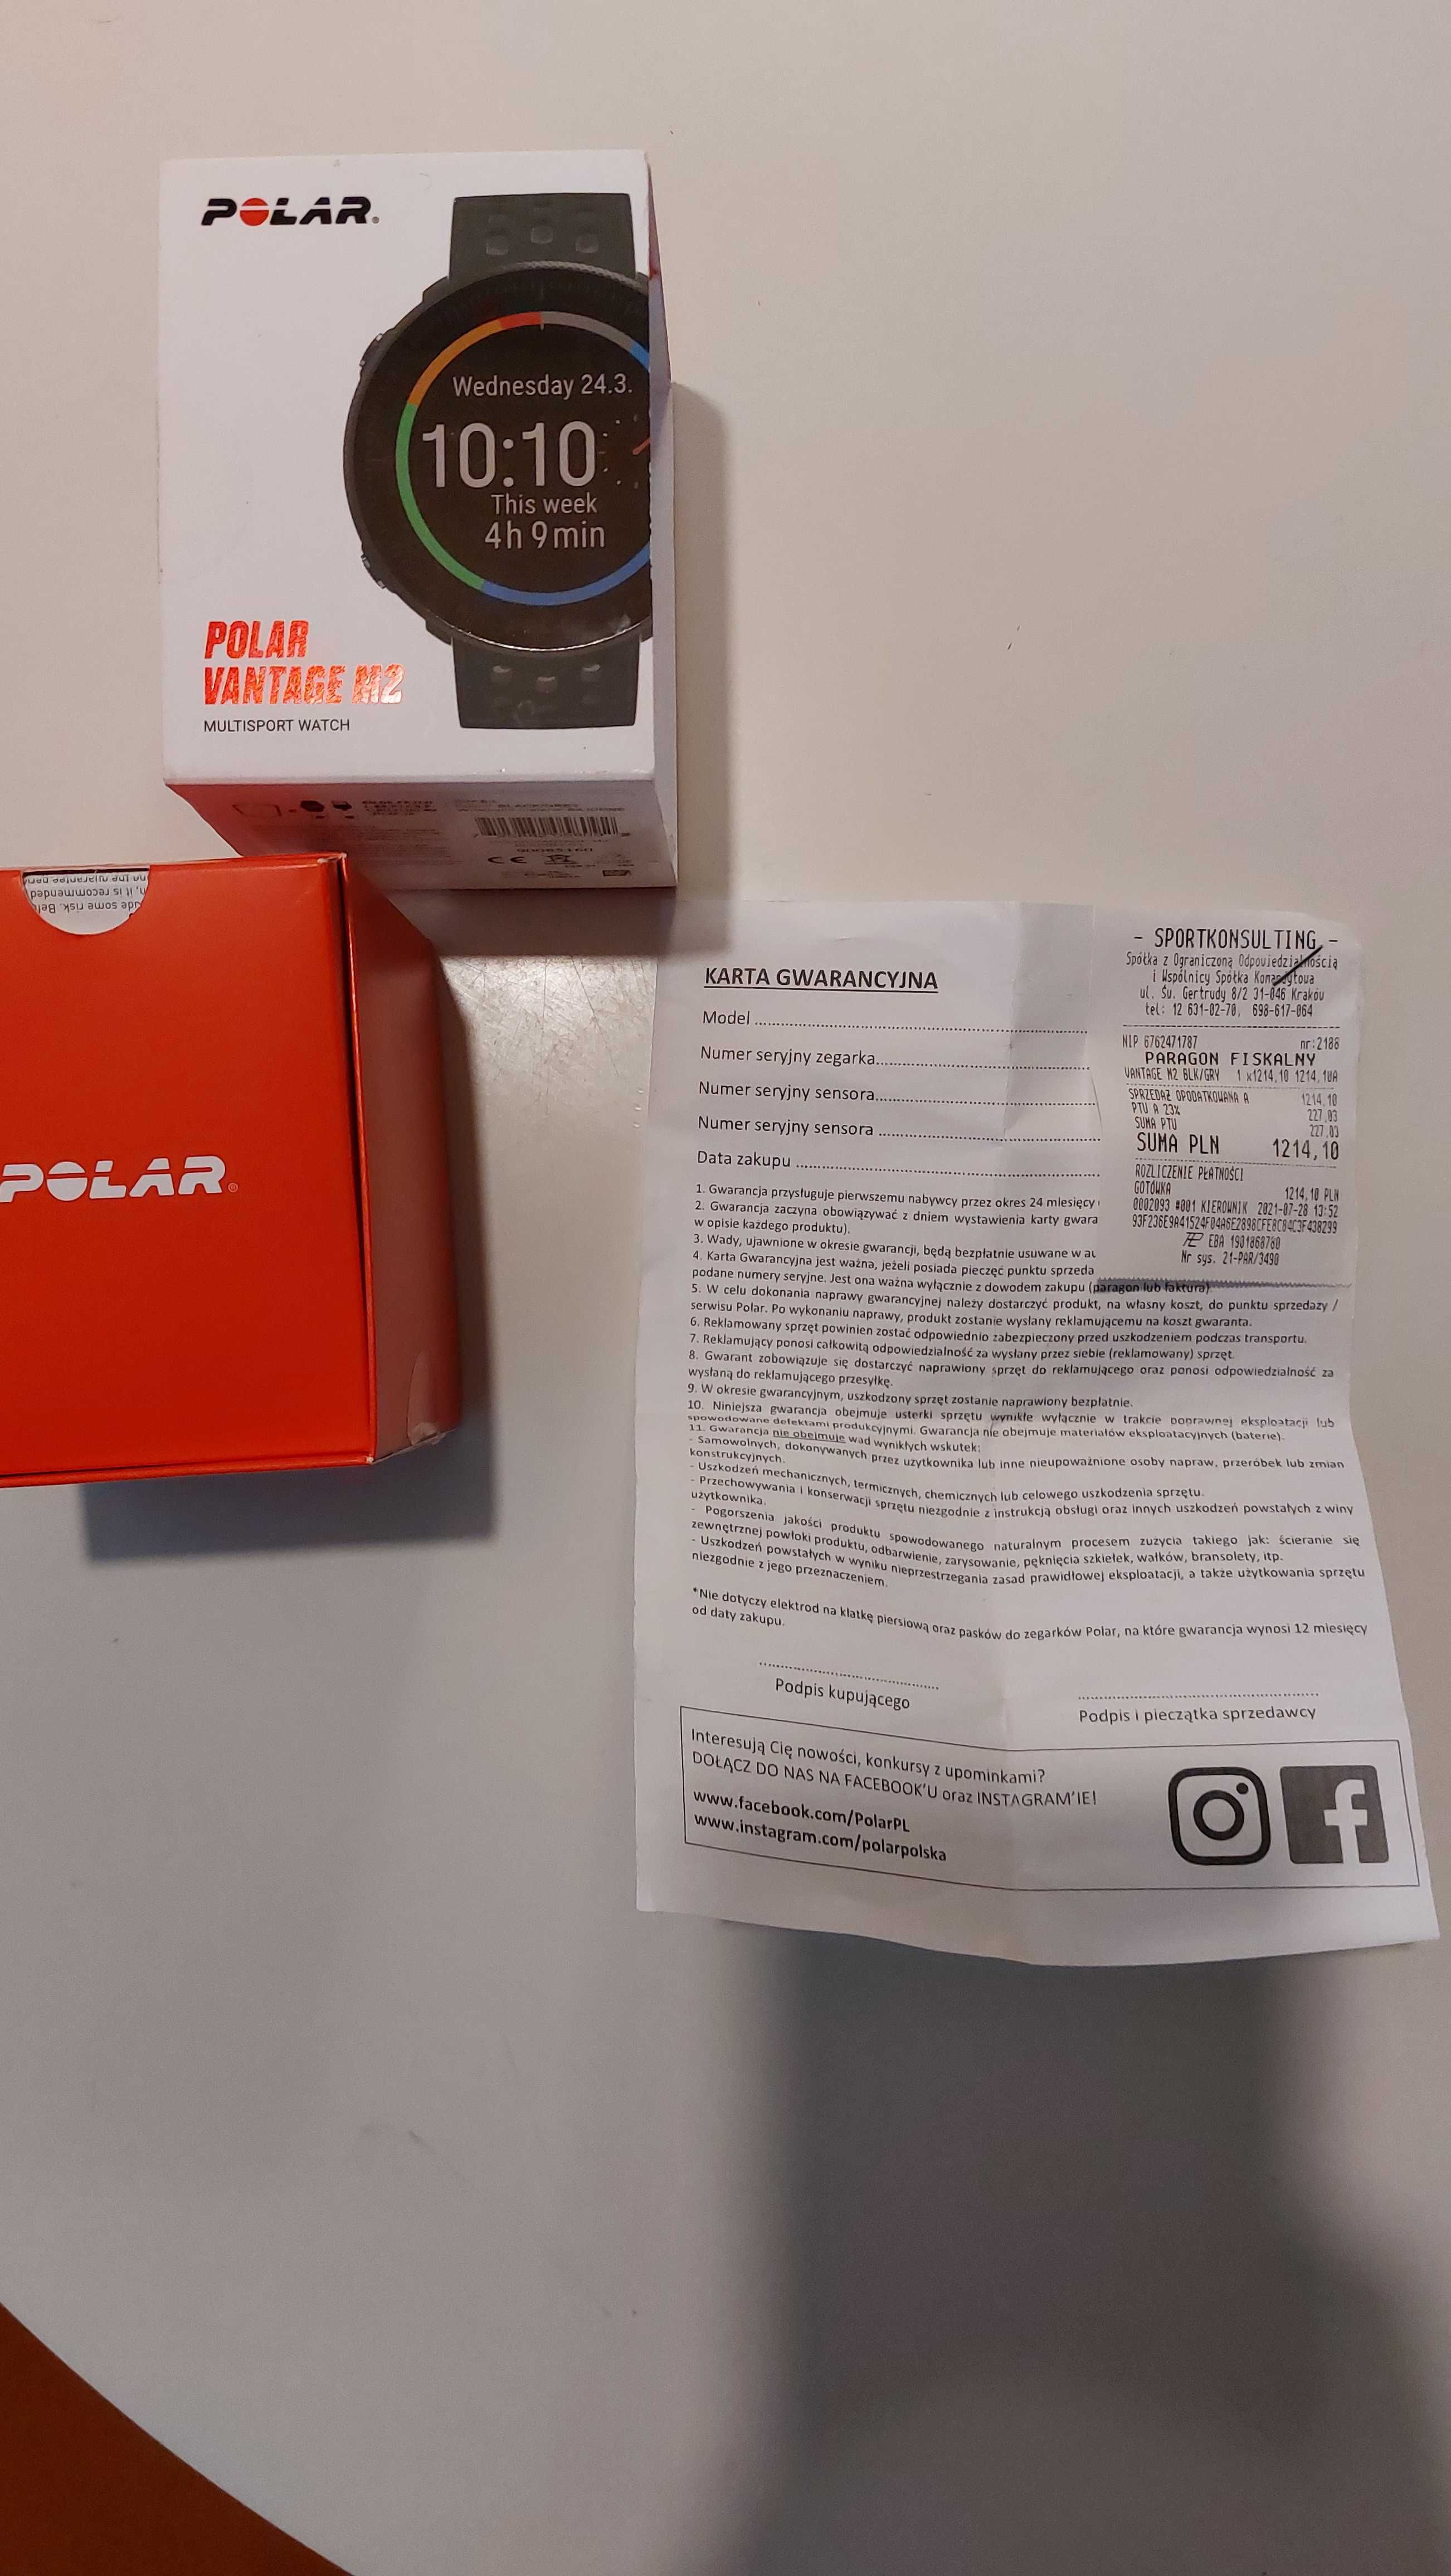 POLAR
Wednesday 24.3.
10:10
This week
4h 9min
POLAR
VANTAGE M2
MULTISPORT WATCH
n, it is recommended
ude some risk. Be
POLAR
KARTA GWARANCYJNA
Model
Numer seryjny zegarka
Numer seryjny sensora
Numer seryjny sensora
Data zakupu
1. Gwarancja przysługuje pierwszemu nabywcy przez okres 24 miesięcy
2. Gwarancja zaczyna obowiązywać z dniem wystawienia karty gwara
w opisie każdego produktu).
3. Wady, ujawnione w okresie gwarancji, będą bezpłatnie usuwane w au
4. Karta Gwarancyjna jest ważna, jeżeli posiada pieczęć punktu sprzeda
podane numery seryjne. Jest ona ważna wyłącznie z dowodem zakupu (paragon lub faktura).
5. W celu dokonania naprawy gwarancyjnej należy dostarczyć produkt, na własny koszt, do punktu sprzedaży /
serwisu Polar. Po wykonaniu naprawy, produkt zostanie wysłany reklamującemu na koszt gwaranta.
6. Reklamowany sprzęt powinien zostać odpowiednio zabezpieczony przed uszkodzeniem podczas transportu.
7. Reklamujący ponosi całkowitą odpowiedzialność za wysłany przez siebie (reklamowany) sprzęt.
8. Gwarant zobowiązuje się dostarczyć naprawiony sprzęt do reklamującego oraz ponosi odpowiedzialność za
wysłaną do reklamującego przesyłkę.
9. W okresie gwarancyjnym, uszkodzony sprzęt zostanie naprawiony bezpłatnie.
10. Niniejsza gwarancja obejmuje usterki sprzętu wynikłe wyłącznie w trakcie poprawnej eksploatacji lub
spowodowane defektami produkcyjnymi. Gwarancja nie obejmuje materiałów eksploatacyjnych (baterie).
11. Gwarancja nie obejmuje wad wynikłych wskutek:
- Samowolnych, dokonywanych przez użytkownika lub inne nieupoważnione osoby napraw, przeróbek lub zmian
konstrukcyjnych.
- Uszkodzeń mechanicznych, termicznych, chemicznych lub celowego uszkodzenia sprzętu.
- Przechowywania i konserwacji sprzętu niezgodnie z instrukcją obsługi oraz innych uszkodzeń powstałych z winy
użytkownika.
- Pogorszenia jakości produktu spowodowanego naturalnym procesem zużycia takiego jak: ścieranie się
zewnętrznej powłoki produktu, odbarwienie, zarysowanie, pęknięcia szkiełek, wałków, bransolety, itp.
- Uszkodzeń powstałych w wyniku nieprzestrzegania zasad prawidłowej eksploatacji, a także użytkowania sprzętu
niezgodnie z jego przeznaczeniem.
*Nie dotyczy elektrod na klatkę piersiową oraz pasków do zegarków Polar, na które gwarancja wynosi 12 miesięcy
od daty zakupu.
Podpis kupującego
Podpis i pieczątka sprzedawcy
Interesują Cię nowości, konkursy z upominkami?
DOŁĄCZ DO NAS NA FACEBOOK'U oraz INSTAGRAM'IE!
www.facebook.com/PolarPL
www.instagram.com/polarpolska
- SPORTKONSULTING -
Spółka z Ograniczoną Odpowiedzialnością
i Wspólnicy Spółka Komandytowa
ul. Św. Gertrudy 8/2 31-046 Kraków
tel: 12 631-02-70, 698-617-064
NIP 6762471787 nr:2186
PARAGON FISKALNY
VANTAGE M2 BLK/GRY 1 x1214,10 1214,10A
SPRZEDAŻ OPODATKOWANA A 1214,10
PTU A 23% 227,03
SUMA PTU 227,03
SUMA PLN 1214,10
ROZLICZENIE PŁATNOŚCI
GOTÓWKA 1214,10 PLN
0002093 #001 KIEROWNIK 2021-07-28 13:52
93F236E9A41524F04A6E2898CFE8C84C3F438299
EBA 1901868760
Nr sys. 21-PAR/3490